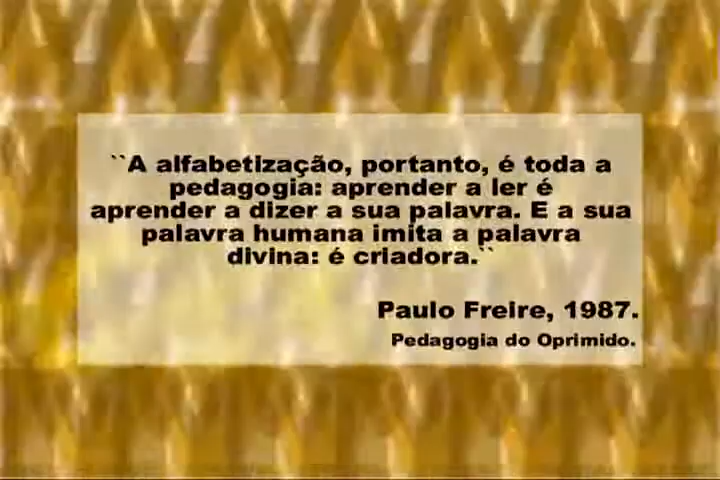 ``A alfabetização, portanto, é toda a
pedagogia: aprender a ler é
aprender a dizer a sua palavra. E a sua
palavra humana imita a palavra
divina: é criadora.``
Paulo Freire, 1987.
Pedagogia do Oprimido.